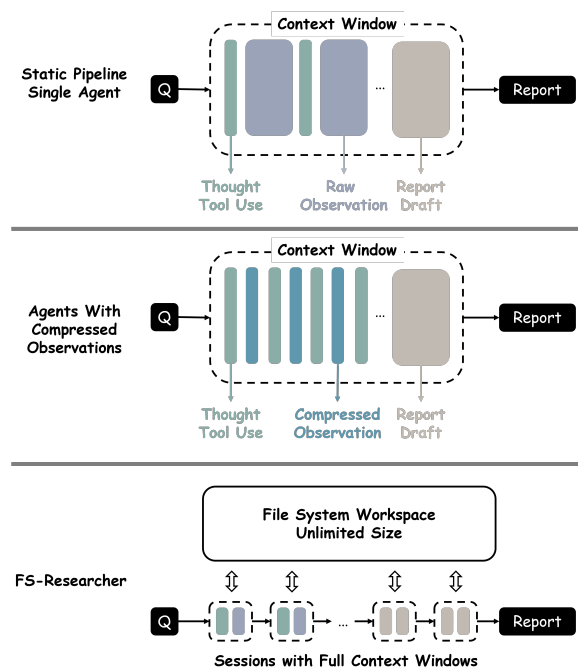 Context Window
Static Pipeline
Single Agent
Q
...
Report
Thought
Tool Use
Raw
Observation
Report
Draft
Context Window
Agents With
Compressed
Observations
Q
...
Report
Thought
Tool Use
Compressed
Observation
Report
Draft
File System Workspace
Unlimited Size
FS-Researcher
Q
...
Report
Sessions with Full Context Windows